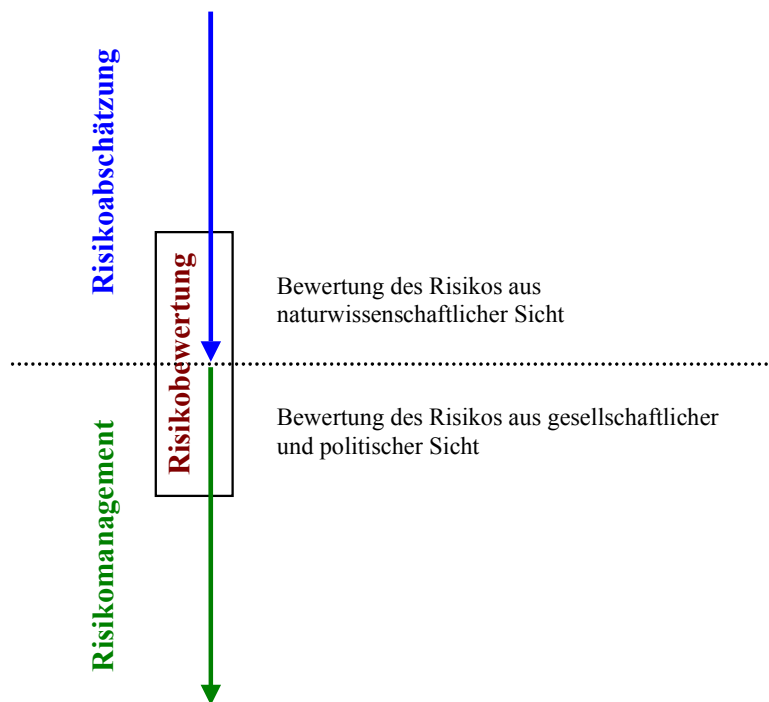 Risikoabschätzung
Risikobewertung
Bewertung des Risikos aus
naturwissenschaftlicher Sicht
Bewertung des Risikos aus gesellschaftlicher
und politischer Sicht
Risikomanagement